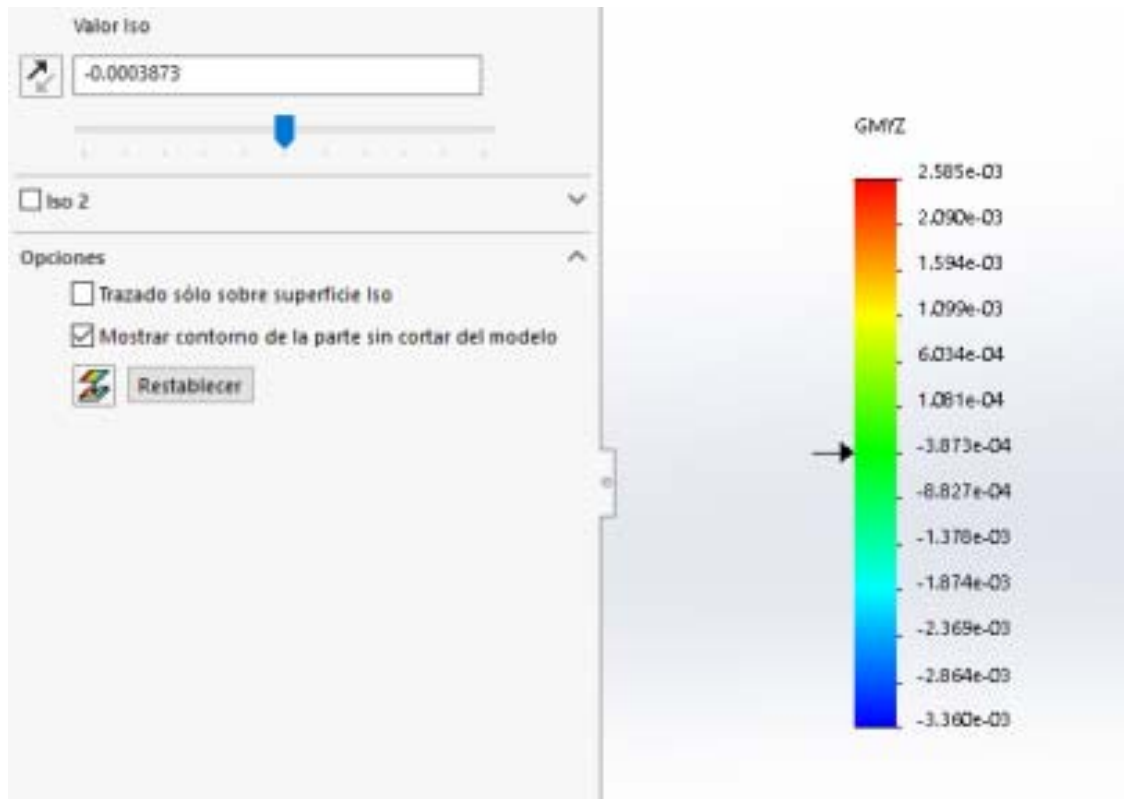 Valor Iso
-0.0003873
Iso 2
Opciones
Trazado sólo sobre superficie Iso
Mostrar contorno de la parte sin cortar del modelo
Restablecer
GMYZ
2.585e-03
2.090e-03
1.594e-03
1.099e-03
6.034e-04
1.081e-04
-3.873e-04
-8.827e-04
-1.378e-03
-1.874e-03
-2.369e-03
-2.864e-03
-3.360e-03